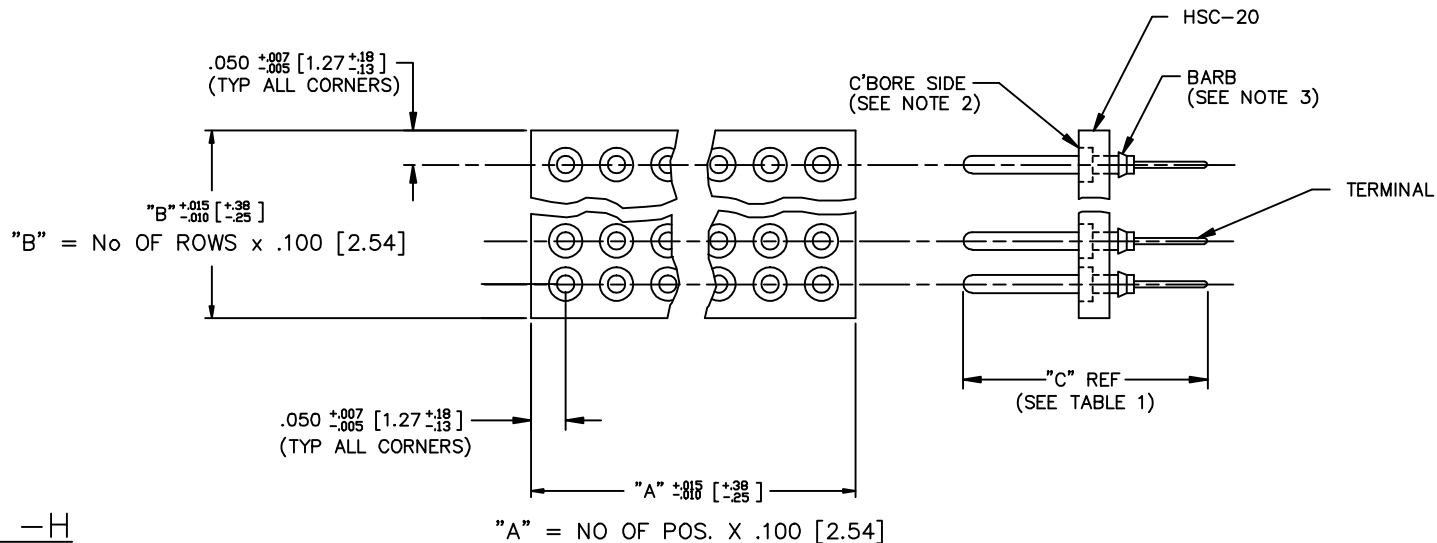 HSC-20
.050 +.007 -.005 [1.27 +.18 -.13]
(TYP ALL CORNERS)
C'BORE SIDE
(SEE NOTE 2)
BARB
(SEE NOTE 3)
TERMINAL
"B" +.015 -.010 [+.38 -.25]
"B" = No OF ROWS x .100 [2.54]
"C" REF
(SEE TABLE 1)
.050 +.007 -.005 [1.27 +.18 -.13]
(TYP ALL CORNERS)
"A" +.015 -.010 [+.38 -.25]
"A" = NO OF POS. X .100 [2.54]
-H